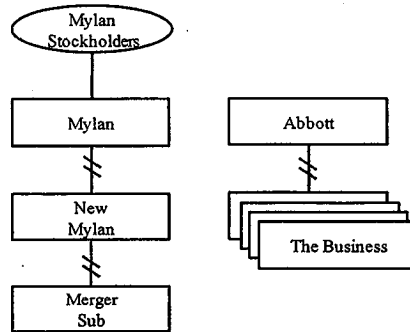 Mylan
Stockholders
Mylan
Abbott
New
Mylan
The Business
Merger
Sub